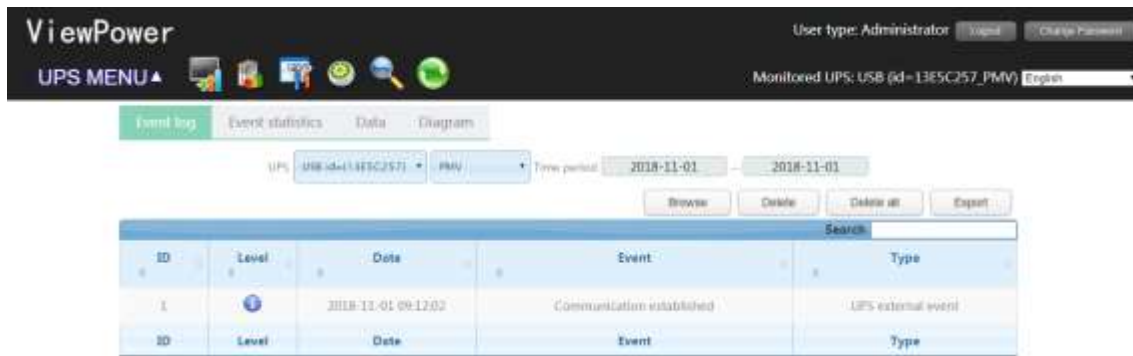 ViewPower
User type: Administrator Logout Change Password
UPS MENU▲
Monitored UPS: USB (id=13E5C257_PMV) English
Event log Event statistics Data Diagram
UPS USB id=(13E5C257) PMV Time period 2018-11-01 – 2018-11-01
Browse Delete Delete all Export
Search
ID Level Date Event Type
1 2018-11-01 09:12:02 Communication established UPS external event
ID Level Date Event Type